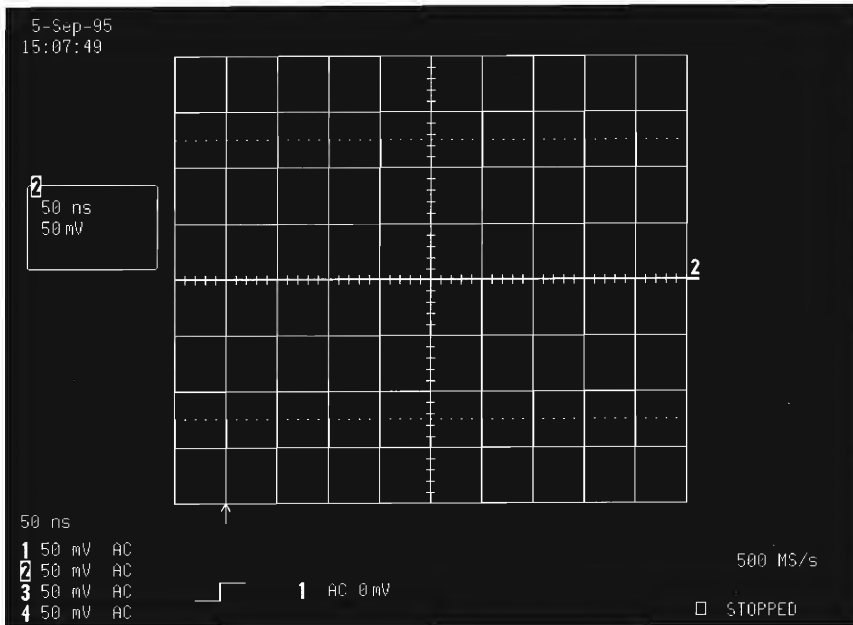 5-Sep-95
15:07:49
2
50 ns
50 mV
2
50 ns
1 50 mV AC
2 50 mV AC
3 50 mV AC
4 50 mV AC
1 AC 0 mV
500 MS/s
STOPPED